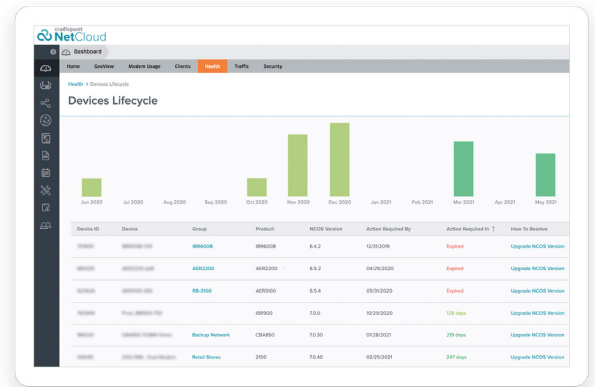 cradlepoint
NetCloud
Dashboard
Home GeoView Modem Usage Clients Health Traffic Security
Health > Devices Lifecycle
Devices Lifecycle
Jun 2020 Jul 2020 Aug 2020 Sep 2020 Oct 2020 Nov 2020 Dec 2020 Jan 2021 Feb 2021 Mar 2021 Apr 2021 May 2021
Device ID Device Group Product NCOS Version Action Required By Action Required In ↑ How To Resolve
IBR600B IBR600B 6.4.2 12/31/2019 Expired Upgrade NCOS Version
AER2200 AER2200 6.5.2 04/25/2020 Expired Upgrade NCOS Version
RB-3100 AER3100 6.5.4 05/31/2020 Expired Upgrade NCOS Version
IBR900 7.0.0 10/29/2020 128 days Upgrade NCOS Version
Backup Network CBA850 7.0.30 01/28/2021 219 days Upgrade NCOS Version
Retail Stores 2100 7.0.40 02/25/2021 247 days Upgrade NCOS Version